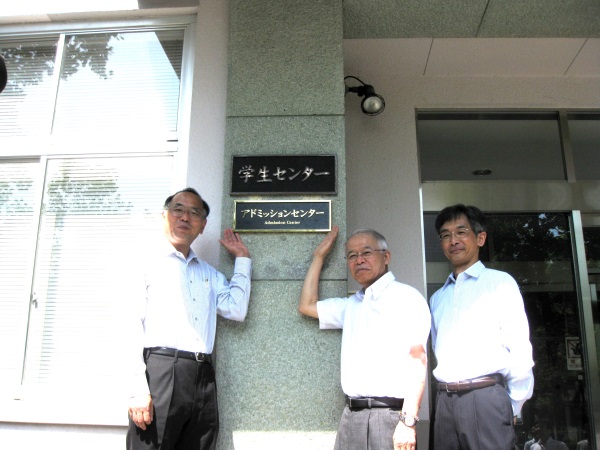 学生センター
アドミッションセンター
Admission Center